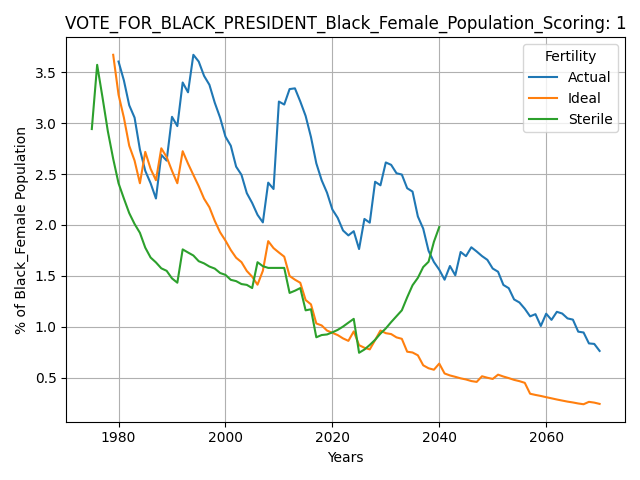 VOTE_FOR_BLACK_PRESIDENT_Black_Female_Population_Scoring: 1
Fertility
Actual
Ideal
Sterile
% of Black_Female Population
3.5
3.0
2.5
2.0
1.5
1.0
0.5
1980 2000 2020 2040 2060
Years